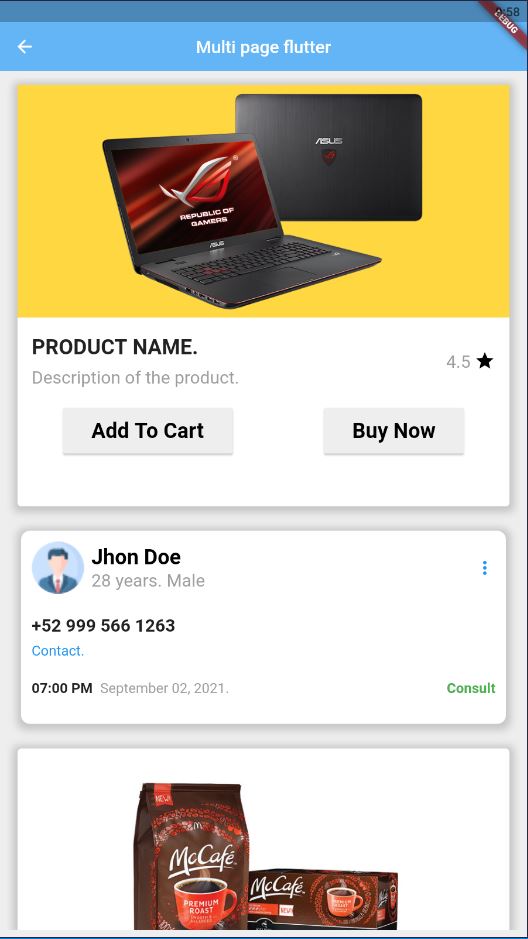 9:58
DEBUG
Multi page flutter
ASUS
REPUBLIC OF
GAMERS
ASUS
PRODUCT NAME.
4.5
Description of the product.
Add To Cart Buy Now
Jhon Doe
28 years. Male
+52 999 566 1263
Contact.
07:00 PM September 02, 2021. Consult
NEW!
McCafé
PREMIUM
ROAST
McCafé
NEW!
PREMIUM
ROAST